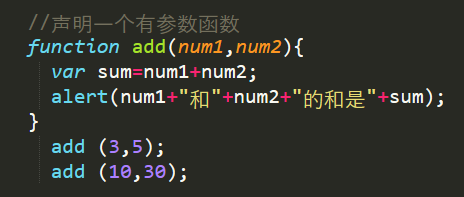 //声明一个有参数函数
function add(num1,num2){
  var sum=num1+num2;
  alert(num1+"和"+num2+"的和是"+sum);
}
  add (3,5);
  add (10,30);